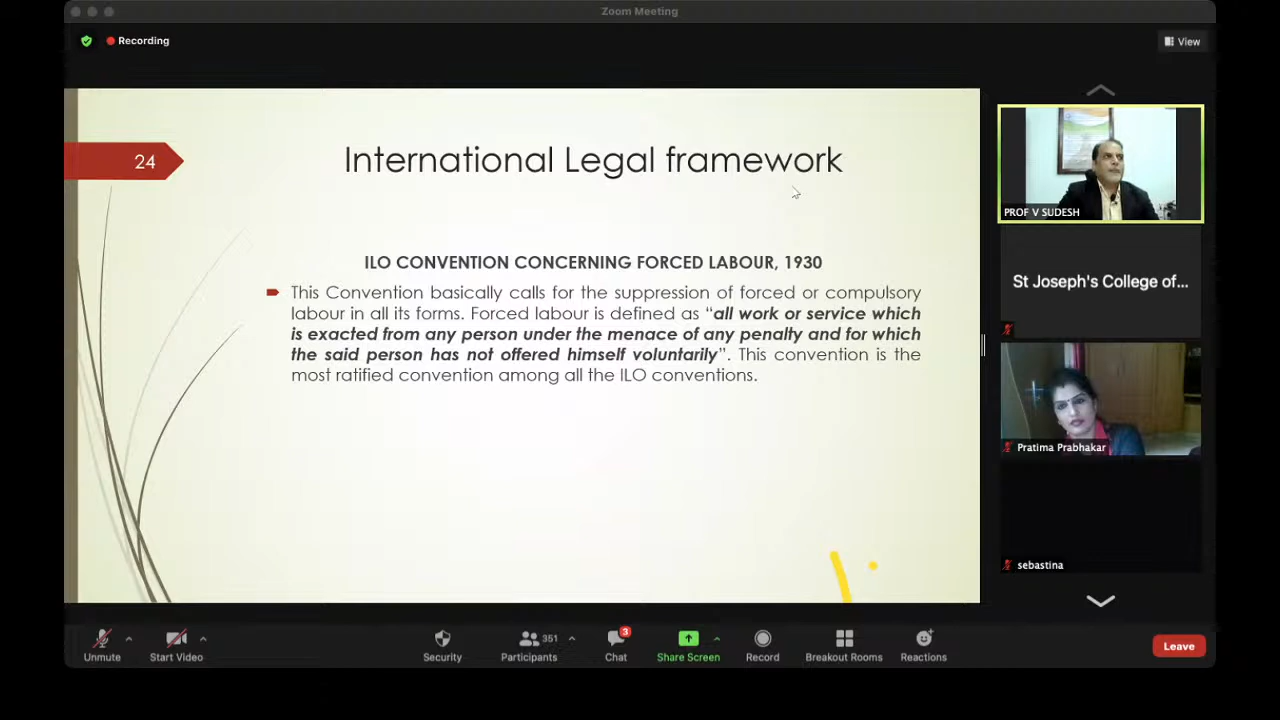 Zoom Meeting
Recording
View
24
International Legal framework
ILO CONVENTION CONCERNING FORCED LABOUR, 1930
This Convention basically calls for the suppression of forced or compulsory
labour in all its forms. Forced labour is defined as “all work or service which
is exacted from any person under the menace of any penalty and for which
the said person has not offered himself voluntarily”. This convention is the
most ratified convention among all the ILO conventions.
PROF V SUDESH
St Joseph's College of...
Pratima Prabhakar
sebastina
Unmute
Start Video
Security
351
Participants
3
Chat
Share Screen
Record
Breakout Rooms
Reactions
Leave